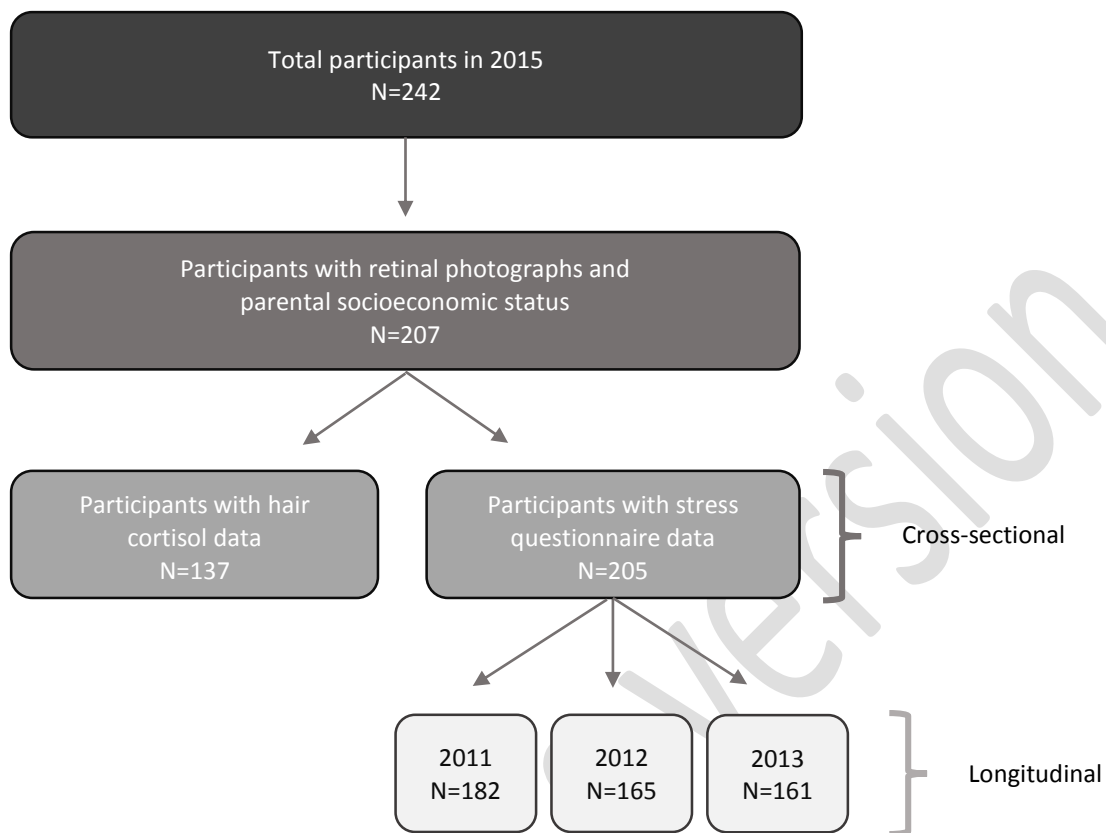 Total participants in 2015
N=242
Participants with retinal photographs and
parental socioeconomic status
N=207
Participants with hair
cortisol data
N=137
Participants with stress
questionnaire data
N=205
Cross-sectional
2011
N=182
2012
N=165
2013
N=161
Longitudinal
version